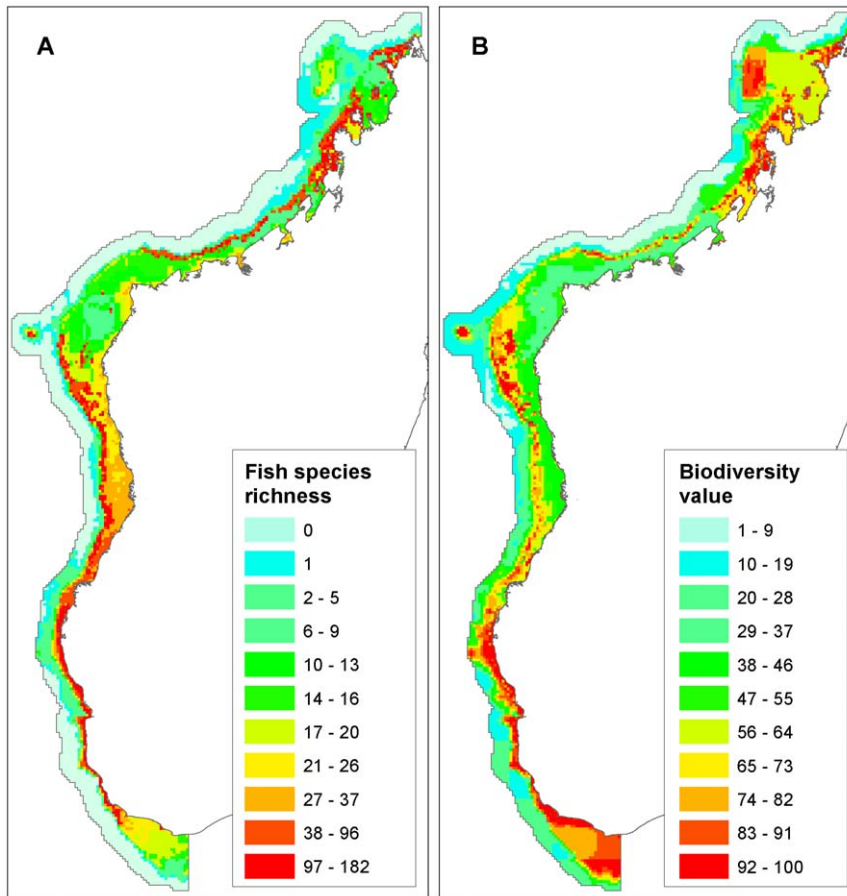 A
Fish species
richness
0
1
2 - 5
6 - 9
10 - 13
14 - 16
17 - 20
21 - 26
27 - 37
38 - 96
97 - 182
B
Biodiversity
value
1 - 9
10 - 19
20 - 28
29 - 37
38 - 46
47 - 55
56 - 64
65 - 73
74 - 82
83 - 91
92 - 100